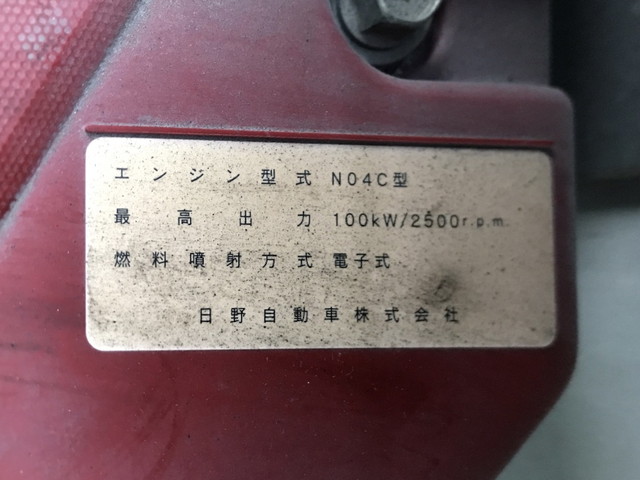 エンジン型式 N04C型
最高出力 100kW/2500r.p.m.
燃料噴射方式 電子式
日野自動車株式会社